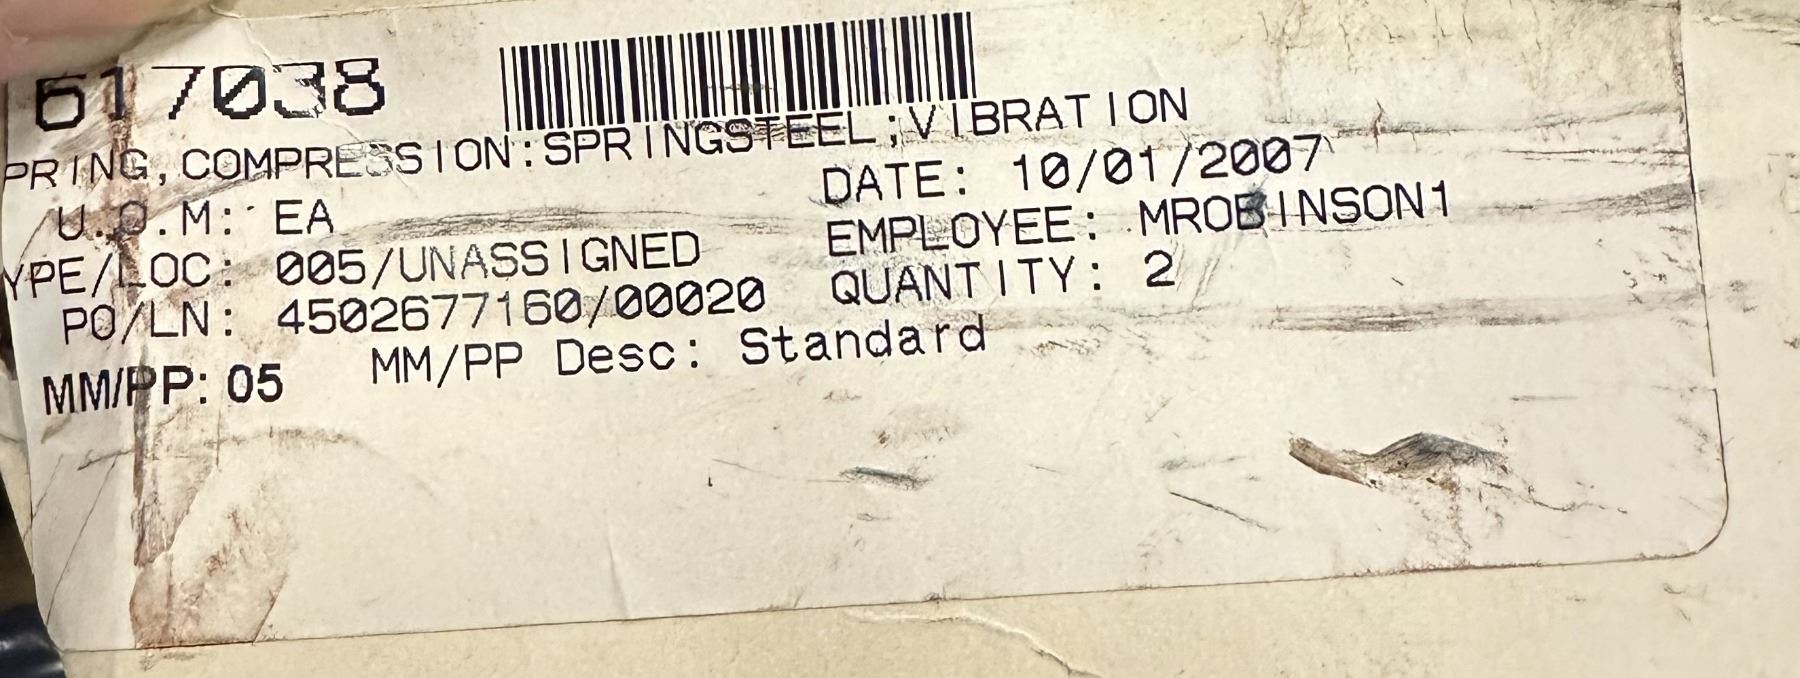 617038
PRING, COMPRESSION:SPRINGSTEEL;VIBRATION
U.O.M: EA
DATE: 10/01/2007
YPE/LOC: 005/UNASSIGNED
EMPLOYEE: MROBINSON1
PO/LN: 4502677160/00020
QUANTITY: 2
MM/PP: 05
MM/PP Desc: Standard